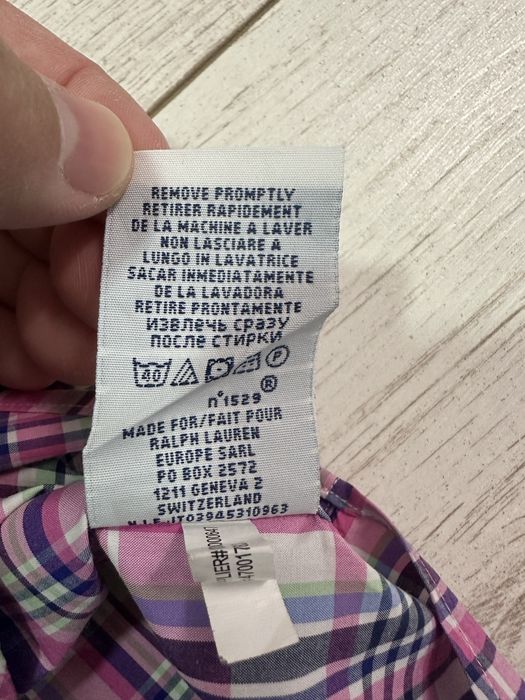 REMOVE PROMPTLY
RETIRER RAPIDEMENT
DE LA MACHINE A LAVER
NON LASCIARE A
LUNGO IN LAVATRICE
SACAR INMEDIATAMENTE
DE LA LAVADORA
RETIRE PRONTAMENTE
ИЗВЛЕЧЬ СРАЗУ
ПОСЛЕ СТИРКИ
40 P
®
n°1529
MADE FOR/FAIT POUR
RALPH LAUREN
EUROPE SARL
PO BOX 2572
1211 GENEVA 2
SWITZERLAND
N.I.F-IT03945310963